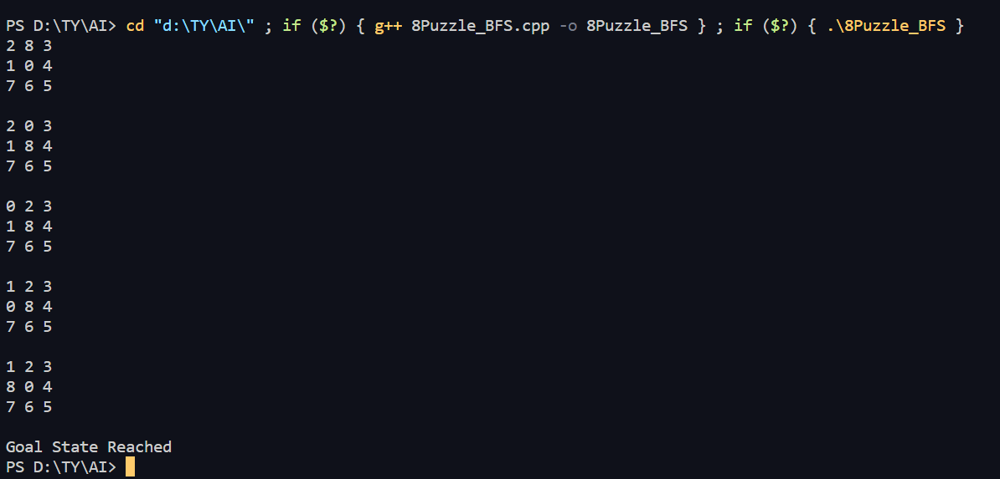 PS D:\TY\AI> cd "d:\TY\AI\" ; if ($?) { g++ 8Puzzle_BFS.cpp -o 8Puzzle_BFS } ; if ($?) { .\8Puzzle_BFS }
2 8 3
1 0 4
7 6 5

2 0 3
1 8 4
7 6 5

0 2 3
1 8 4
7 6 5

1 2 3
0 8 4
7 6 5

1 2 3
8 0 4
7 6 5

Goal State Reached
PS D:\TY\AI>